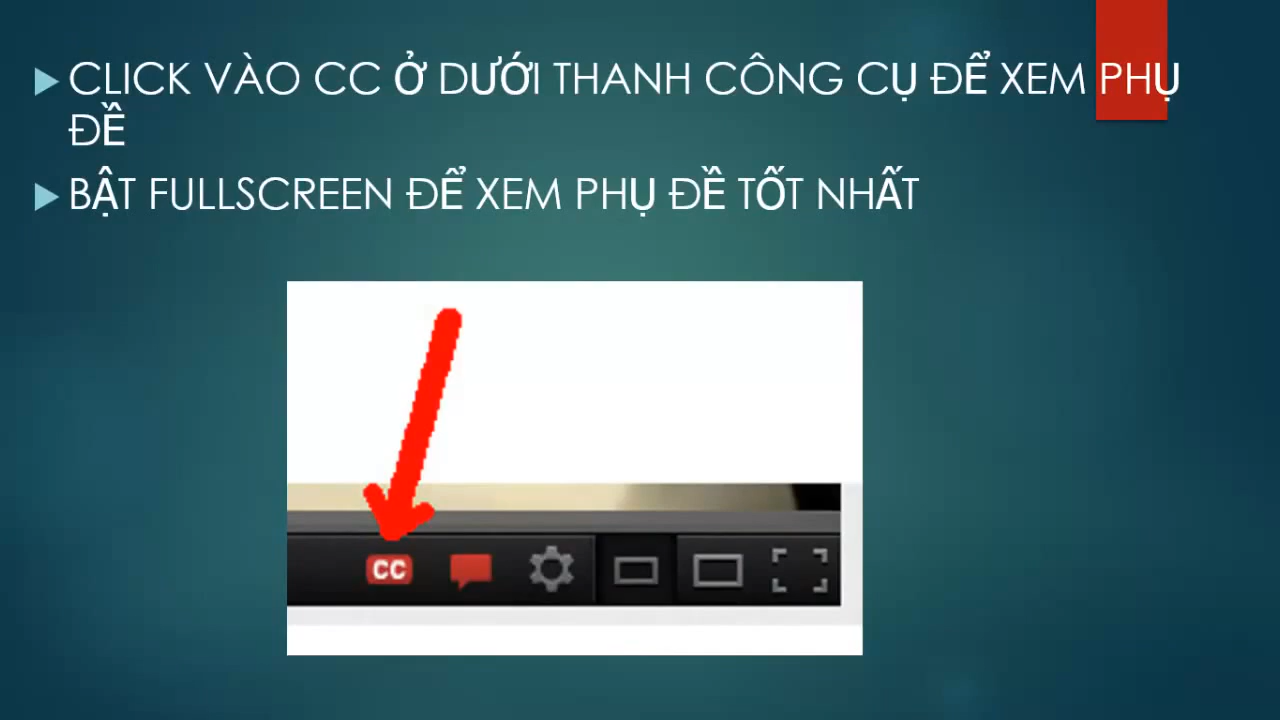 CLICK VÀO CC Ở DƯỚI THANH CÔNG CỤ ĐỂ XEM PHỤ
ĐỀ
BẬT FULLSCREEN ĐỂ XEM PHỤ ĐỀ TỐT NHẤT
CC